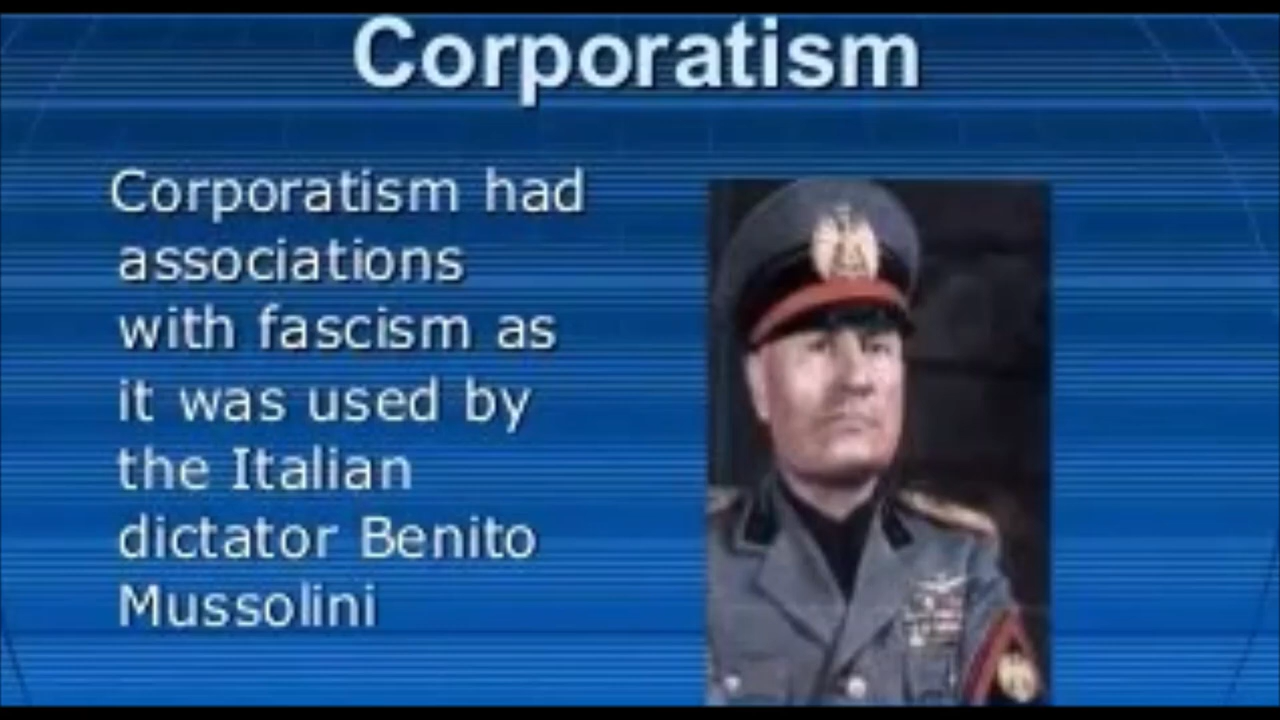 Corporatism
Corporatism had
associations
with fascism as
it was used by
the Italian
dictator Benito
Mussolini